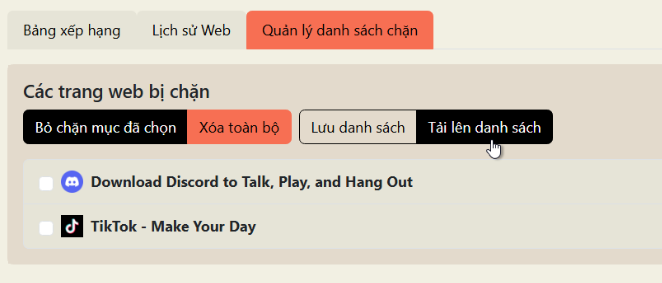 Bảng xếp hạng Lịch sử Web Quản lý danh sách chặn
Các trang web bị chặn
Bỏ chặn mục đã chọn Xóa toàn bộ Lưu danh sách Tải lên danh sách
Download Discord to Talk, Play, and Hang Out
TikTok - Make Your Day